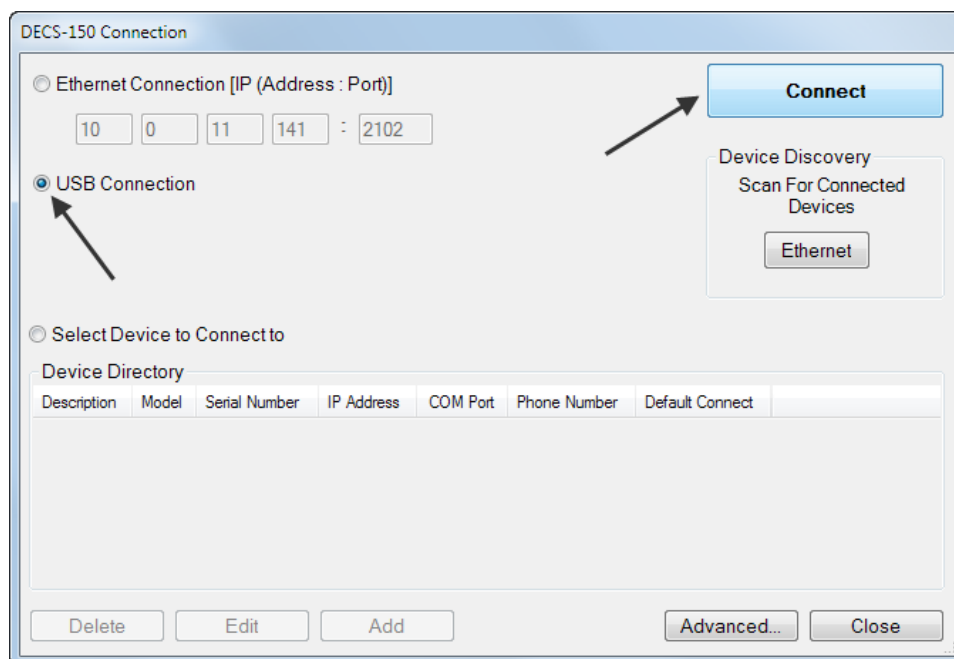 DECS-150 Connection
Ethernet Connection [IP (Address : Port)]
Connect
10 0 11 141 : 2102
Device Discovery
USB Connection
Scan For Connected
Devices
Ethernet
Select Device to Connect to
Device Directory
Description Model Serial Number IP Address COM Port Phone Number Default Connect
Delete Edit Add Advanced... Close